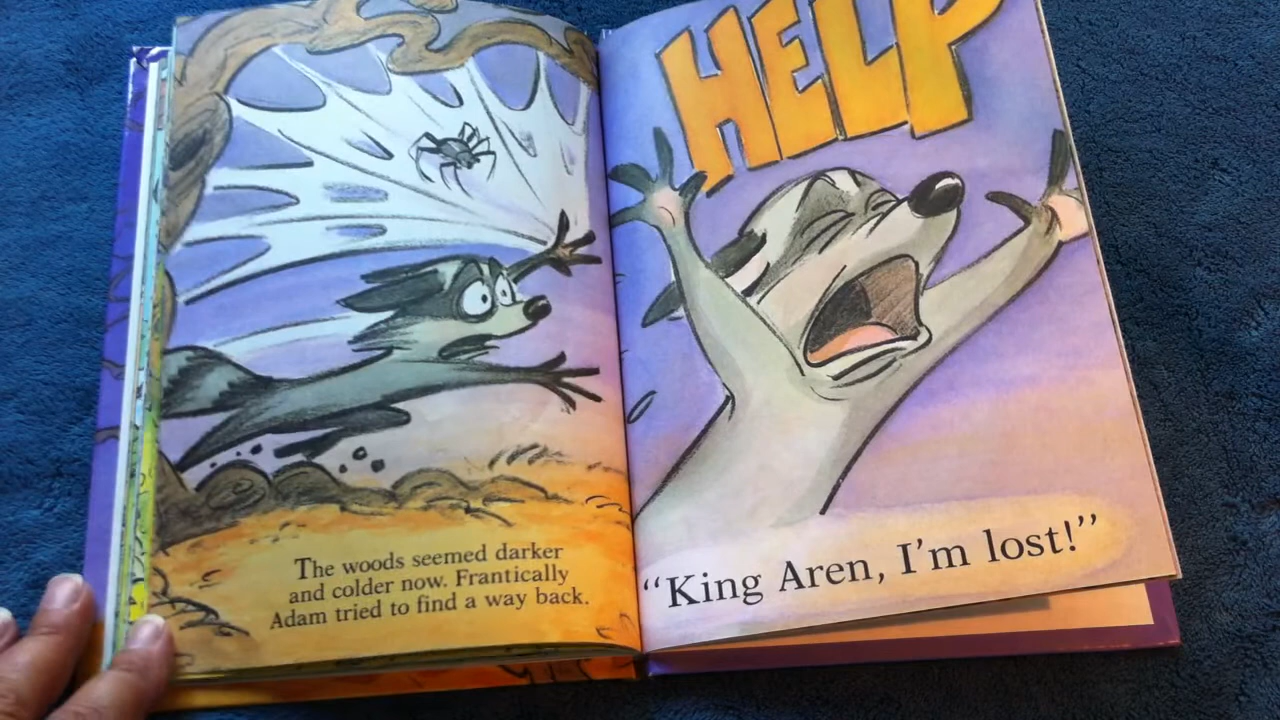 The woods seemed darker
and colder now. Frantically
Adam tried to find a way back.
HELP
“King Aren, I’m lost!”